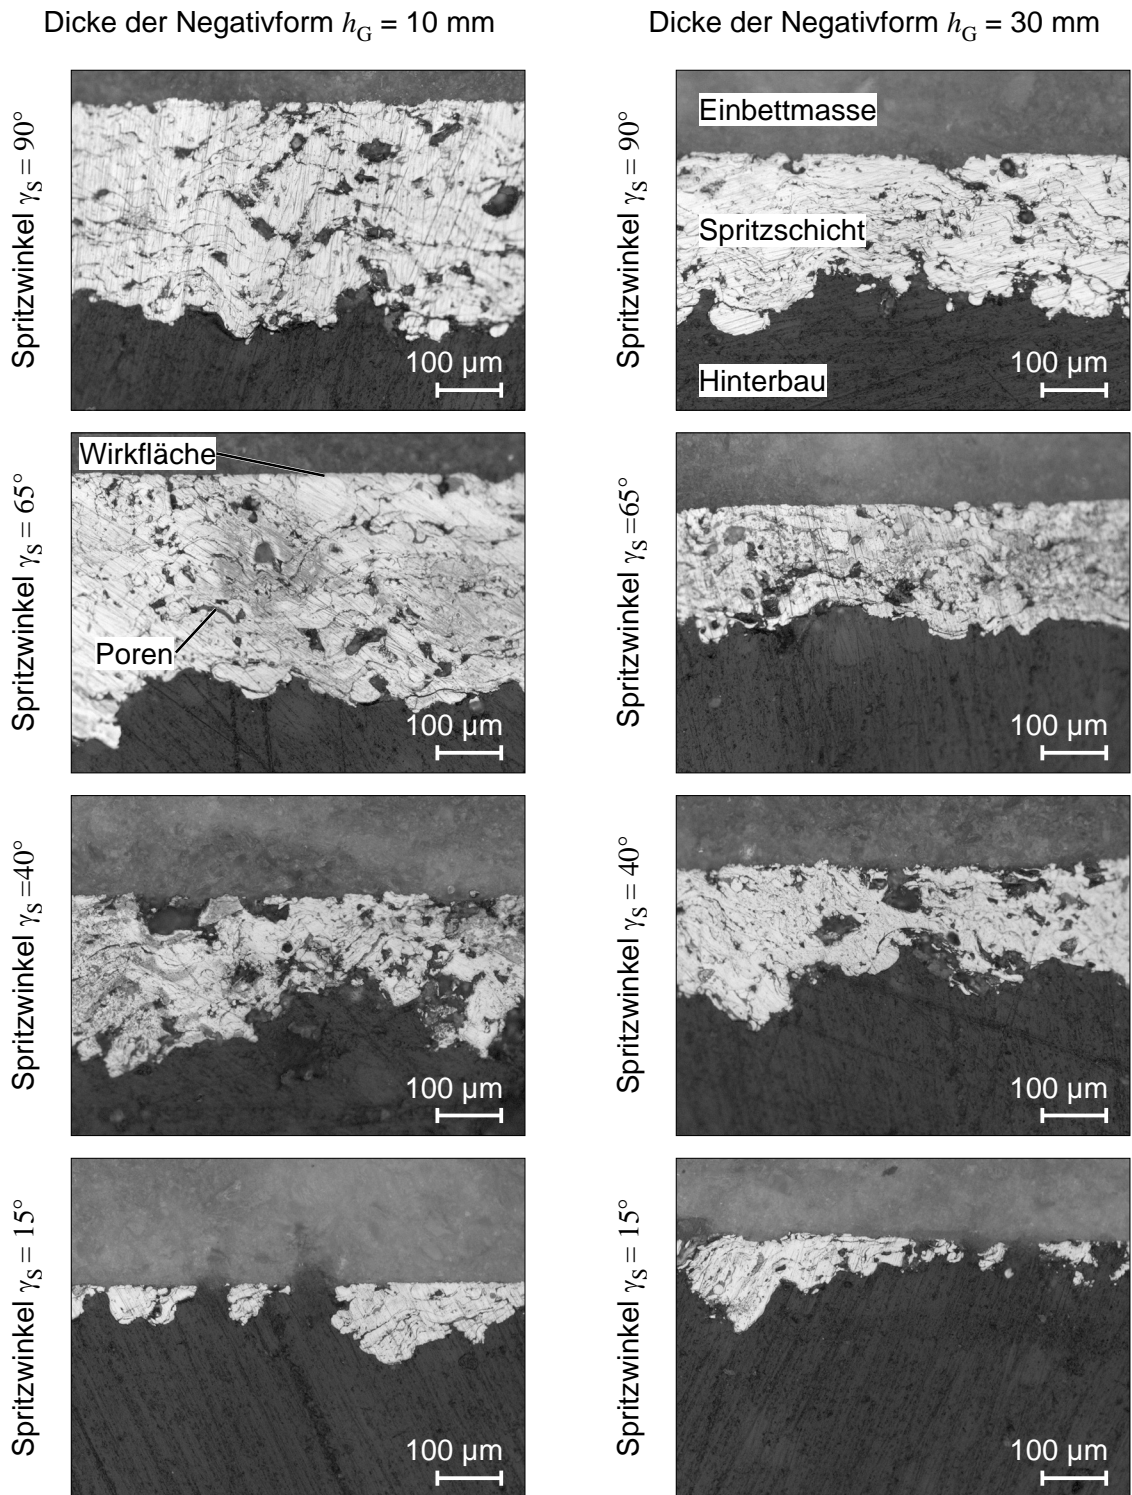 Dicke der Negativform hG = 10 mm
Dicke der Negativform hG = 30 mm
Spritzwinkel γS = 90°
100 µm
Spritzwinkel γS = 90°
Einbettmasse
Spritzschicht
Hinterbau
100 µm
Spritzwinkel γS = 65°
Wirkfläche
Poren
100 µm
Spritzwinkel γS =65°
100 µm
Spritzwinkel γS =40°
100 µm
Spritzwinkel γS = 40°
100 µm
Spritzwinkel γS = 15°
100 µm
Spritzwinkel γS = 15°
100 µm